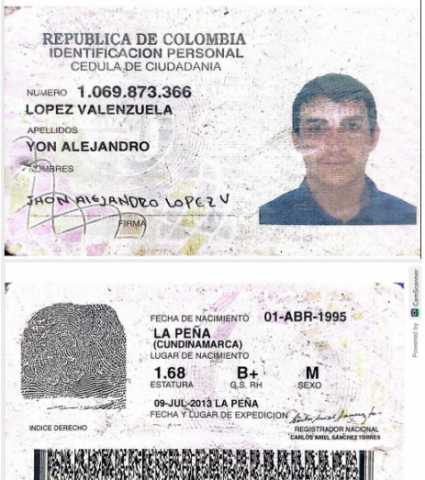 REPUBLICA DE COLOMBIA
IDENTIFICACION PERSONAL
CEDULA DE CIUDADANIA
NUMERO 1.069.873.366
LOPEZ VALENZUELA
APELLIDOS
YON ALEJANDRO
NOMBRES
JHON ALEJANDRO LOPEZ V
FIRMA
FECHA DE NACIMIENTO 01-ABR-1995
LA PEÑA
(CUNDINAMARCA)
LUGAR DE NACIMIENTO
1.68 B+ M
ESTATURA G.S. RH SEXO
09-JUL-2013 LA PEÑA
FECHA Y LUGAR DE EXPEDICION
INDICE DERECHO
REGISTRADOR NACIONAL
CARLOS ARIEL SÁNCHEZ TORRES
Powered by CamScanner